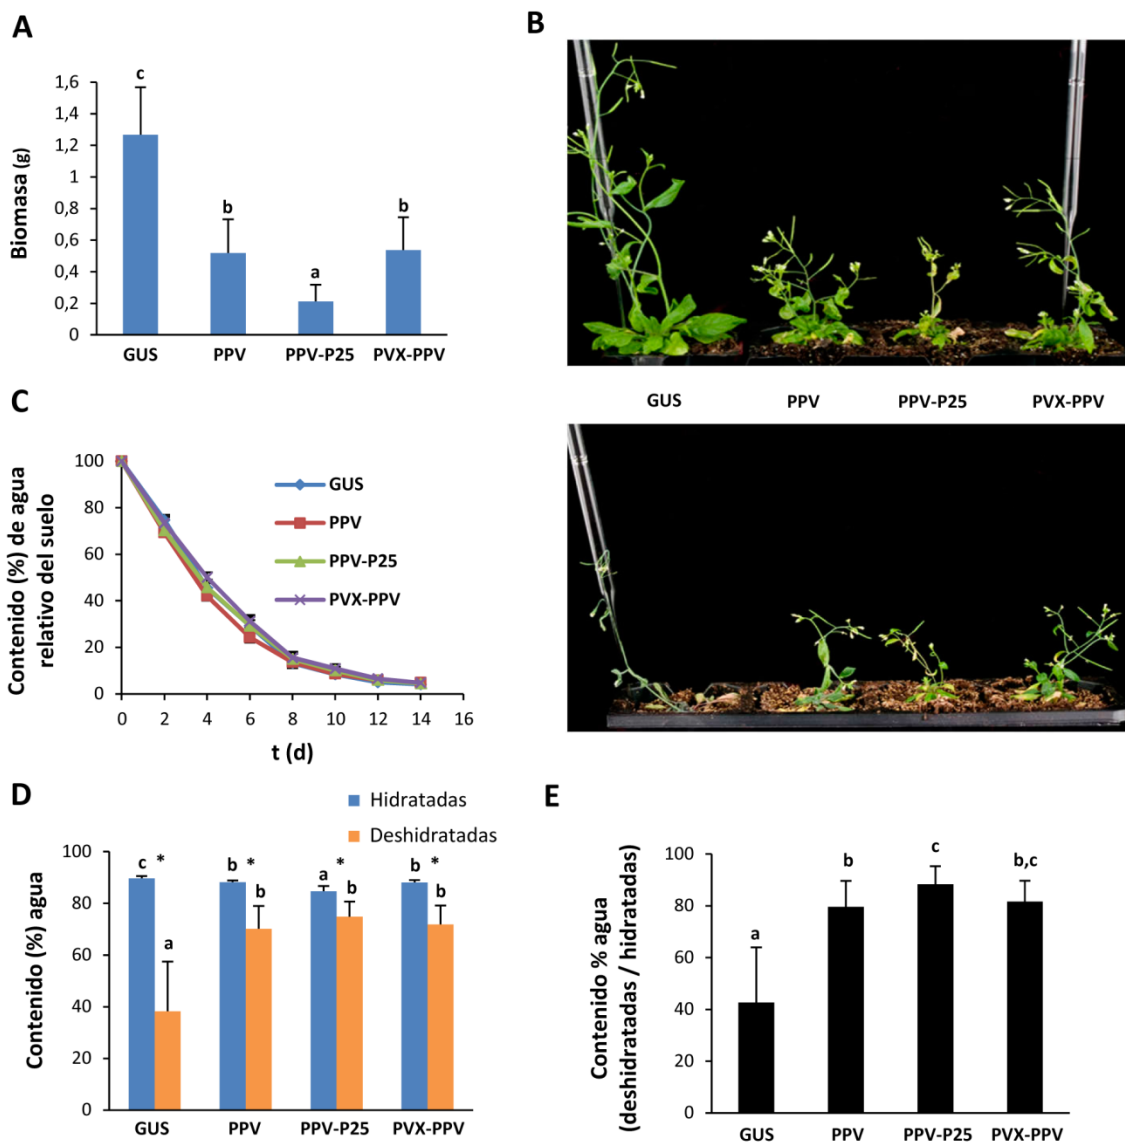 A
Biomasa (g)
1,6
1,4
1,2
1
0,8
0,6
0,4
0,2
0
c
b
a
b
GUS PPV PPV-P25 PVX-PPV
B
GUS PPV PPV-P25 PVX-PPV
C
Contenido (%) de agua
relativo del suelo
100
80
60
40
20
0
GUS
PPV
PPV-P25
PVX-PPV
0 2 4 6 8 10 12 14 16
t (d)
D
Hidratadas
Deshidratadas
Contenido (%) agua
100
80
60
40
20
0
c * b * a * b *
a b b b
GUS PPV PPV-P25 PVX-PPV
E
Contenido % agua
(deshidratadas / hidratadas)
100
80
60
40
20
0
a
b
c
b,c
GUS PPV PPV-P25 PVX-PPV